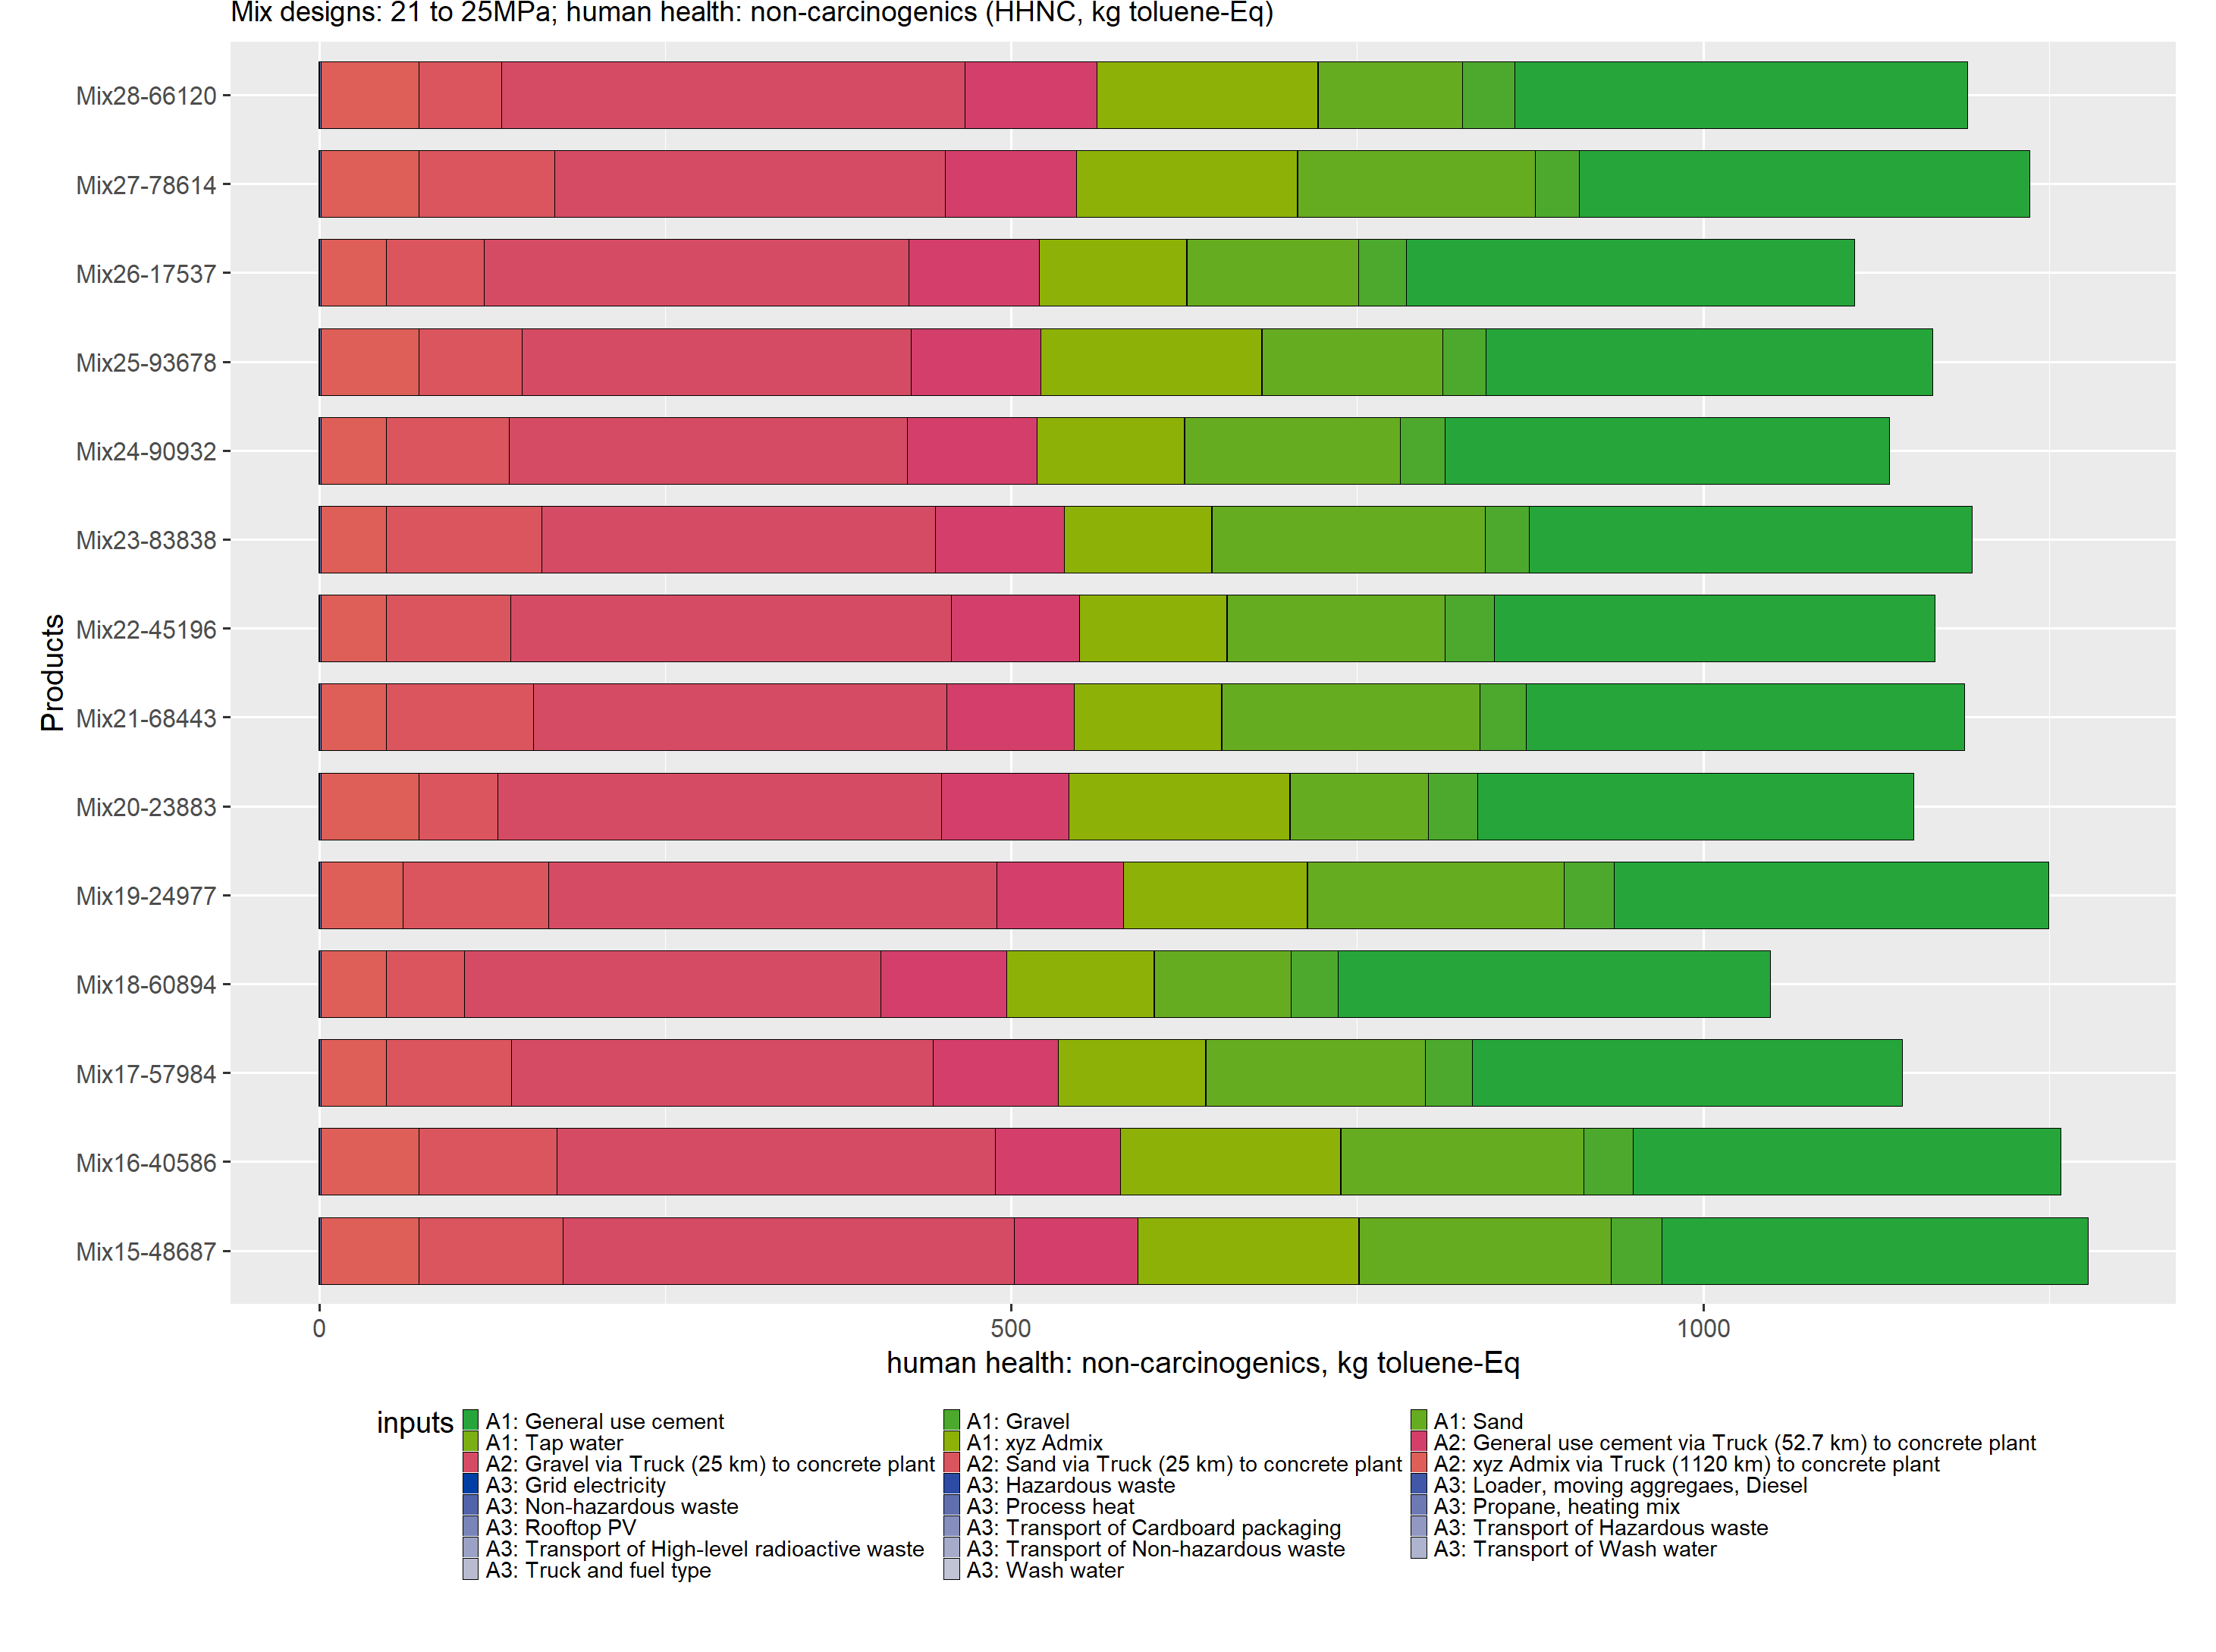 Mix designs: 21 to 25MPa; human health: non-carcinogenics (HHNC, kg toluene-Eq)
Products
Mix28-66120
Mix27-78614
Mix26-17537
Mix25-93678
Mix24-90932
Mix23-83838
Mix22-45196
Mix21-68443
Mix20-23883
Mix19-24977
Mix18-60894
Mix17-57984
Mix16-40586
Mix15-48687
0 500 1000
human health: non-carcinogenics, kg toluene-Eq
inputs
A1: General use cement A1: Gravel A1: Sand
A1: Tap water A1: xyz Admix A2: General use cement via Truck (52.7 km) to concrete plant
A2: Gravel via Truck (25 km) to concrete plant A2: Sand via Truck (25 km) to concrete plant A2: xyz Admix via Truck (1120 km) to concrete plant
A3: Grid electricity A3: Hazardous waste A3: Loader, moving aggregaes, Diesel
A3: Non-hazardous waste A3: Process heat A3: Propane, heating mix
A3: Rooftop PV A3: Transport of Cardboard packaging A3: Transport of Hazardous waste
A3: Transport of High-level radioactive waste A3: Transport of Non-hazardous waste A3: Transport of Wash water
A3: Truck and fuel type A3: Wash water